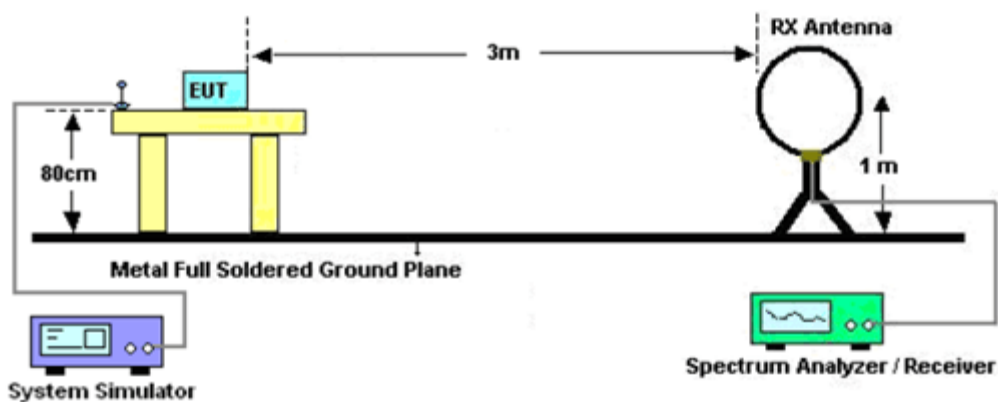 RX Antenna
3m
EUT
80cm
1 m
Metal Full Soldered Ground Plane
System Simulator
Spectrum Analyzer / Receiver